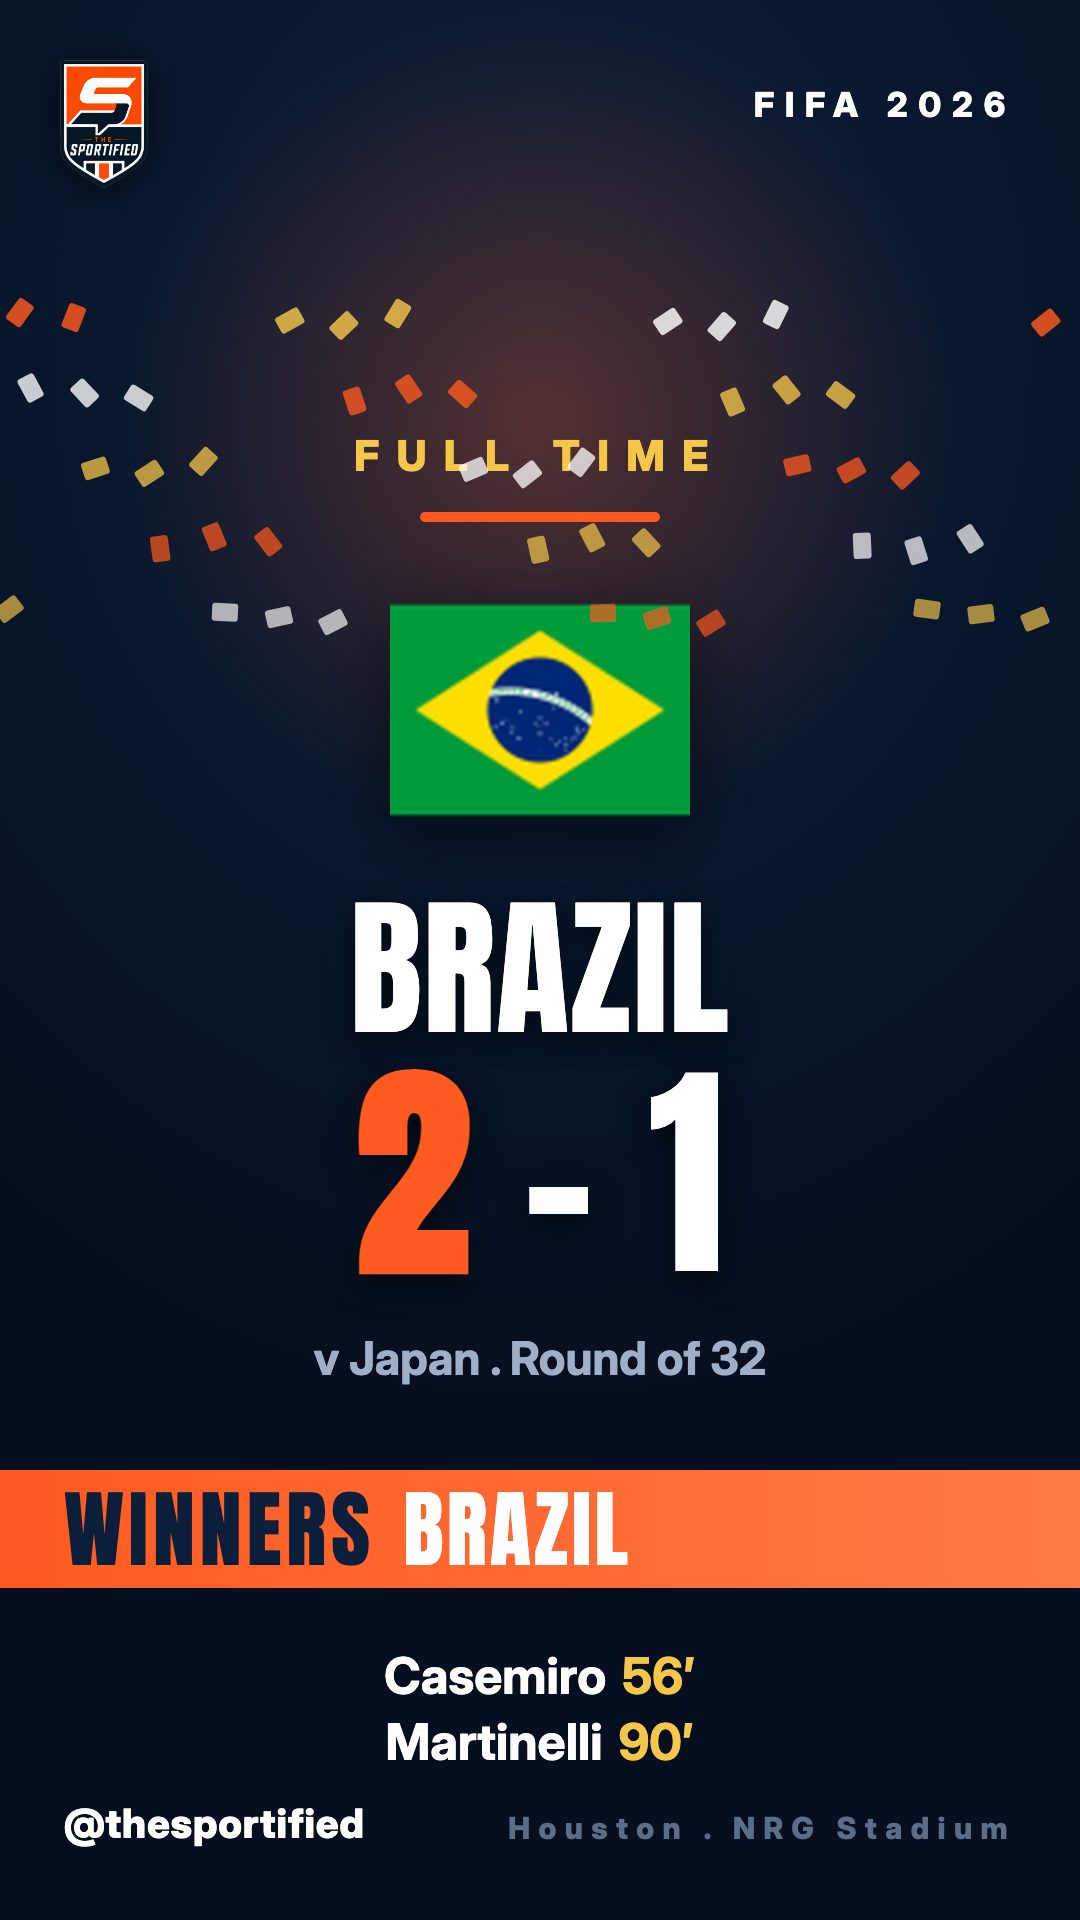 THE
SPORTIFIED
FIFA 2026
FULL TIME
BRAZIL
2 - 1
v Japan . Round of 32
WINNERS BRAZIL
Casemiro 56'
Martinelli 90'
@thesportified
Houston . NRG Stadium